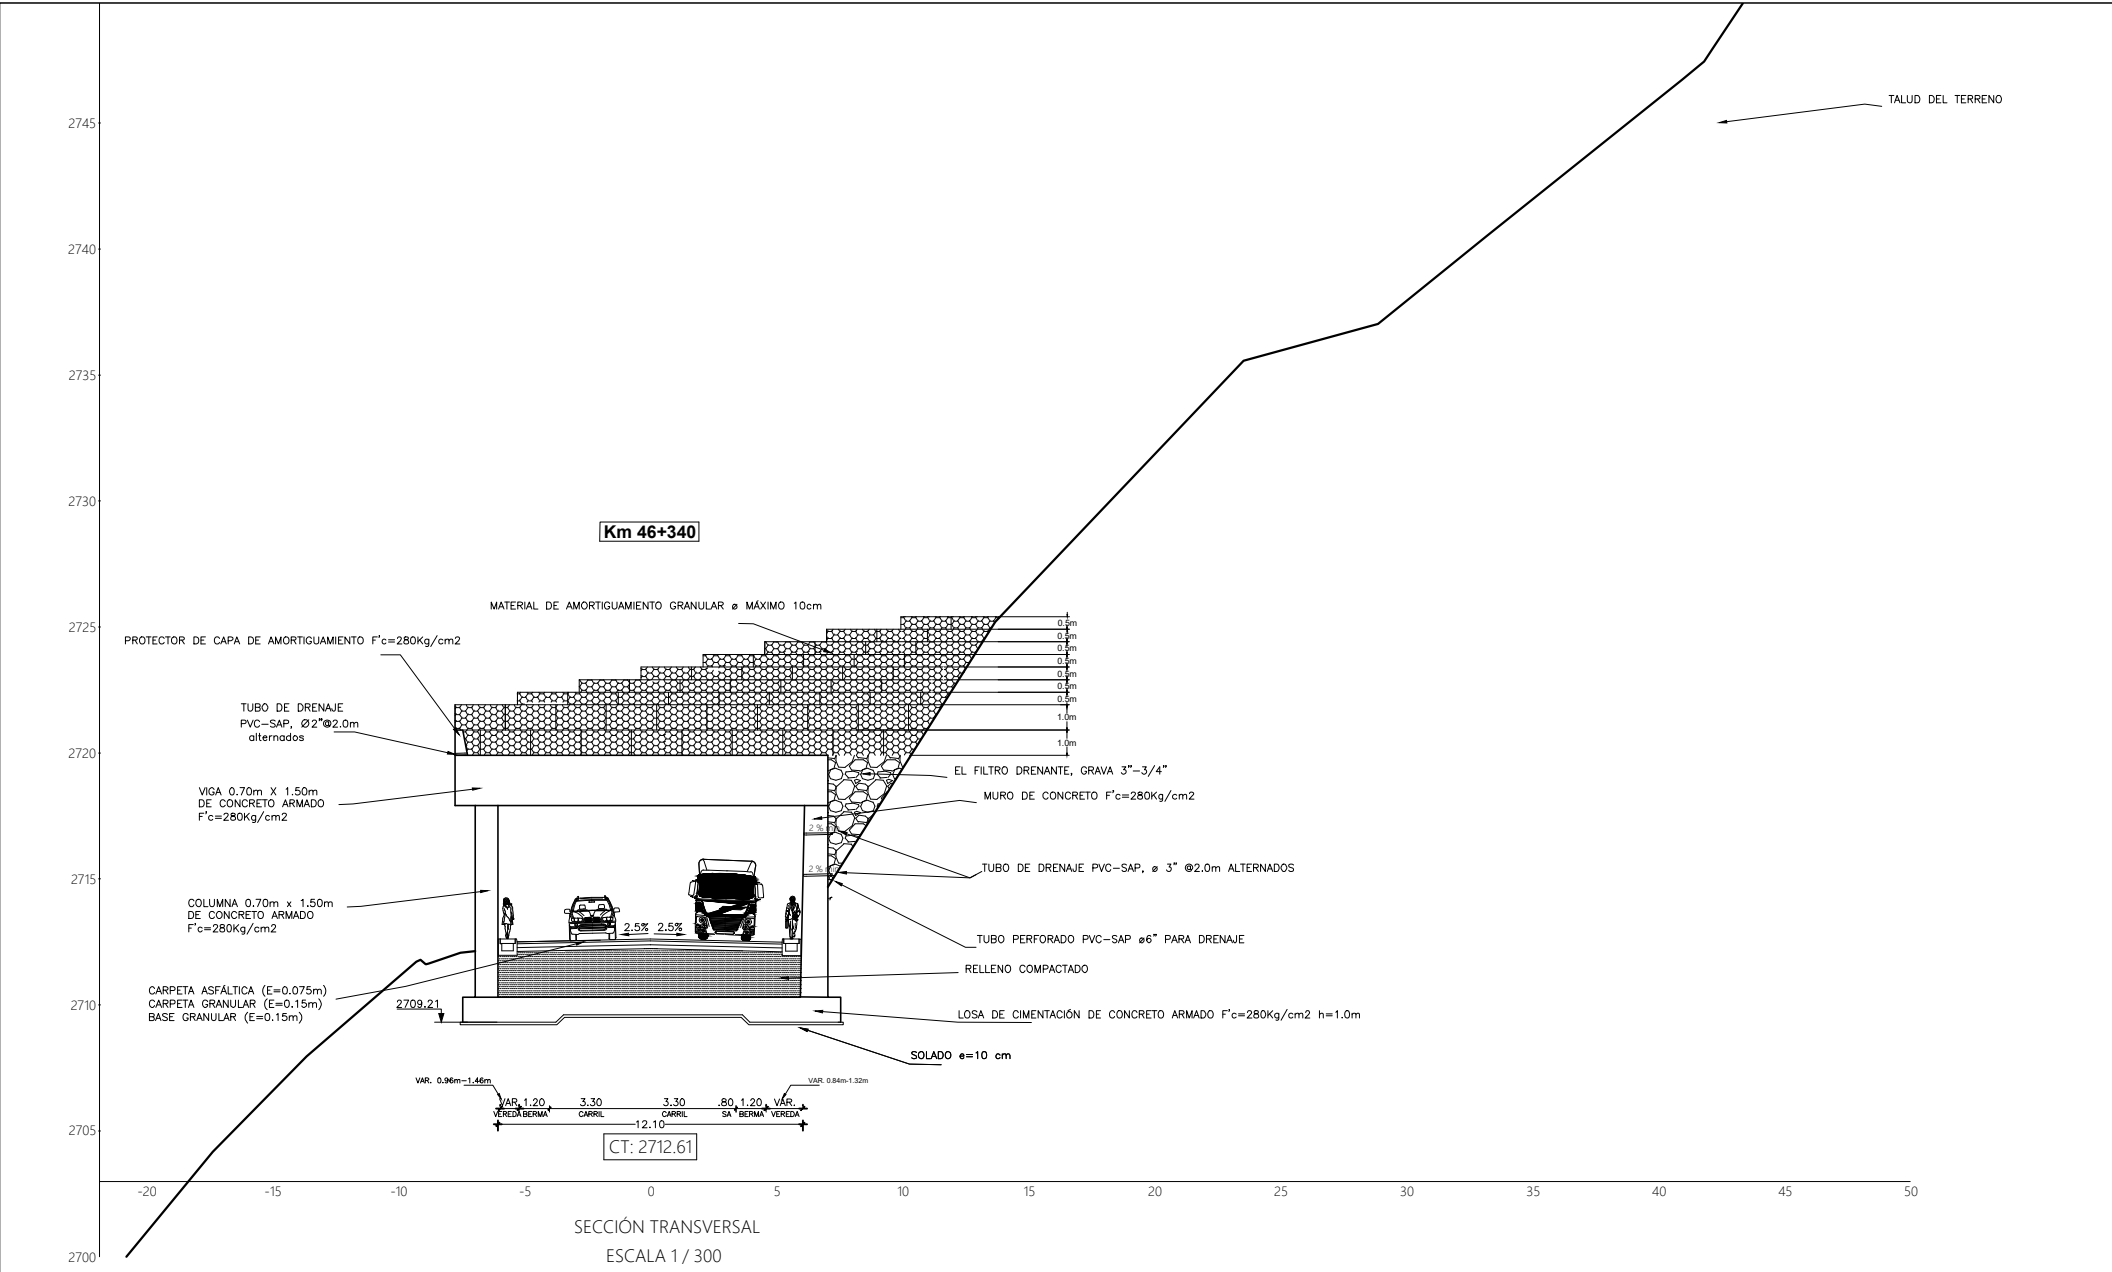 TALUD DEL TERRENO
2745
2740
2735
2730
Km 46+340
MATERIAL DE AMORTIGUAMIENTO GRANULAR ø MÁXIMO 10cm
2725
0.5m
0.5m
0.5m
0.5m
0.5m
0.5m
0.5m
1.0m
1.0m
PROTECTOR DE CAPA DE AMORTIGUAMIENTO F'c=280Kg/cm2
TUBO DE DRENAJE
PVC-SAP, Ø2"@2.0m
alternados
2720
EL FILTRO DRENANTE, GRAVA 3"-3/4"
VIGA 0.70m X 1.50m
DE CONCRETO ARMADO
F'c=280Kg/cm2
MURO DE CONCRETO F'c=280Kg/cm2
2 %
2 %
TUBO DE DRENAJE PVC-SAP, ø 3" @2.0m ALTERNADOS
2715
COLUMNA 0.70m x 1.50m
DE CONCRETO ARMADO
F'c=280Kg/cm2
2.5% 2.5%
TUBO PERFORADO PVC-SAP ø6" PARA DRENAJE
RELLENO COMPACTADO
CARPETA ASFÁLTICA (E=0.075m)
CARPETA GRANULAR (E=0.15m)
BASE GRANULAR (E=0.15m)
2710
2709.21
LOSA DE CIMENTACIÓN DE CONCRETO ARMADO F'c=280Kg/cm2 h=1.0m
SOLADO e=10 cm
VAR. 0.96m-1.46m
VAR. 0.84m-1.32m
VAR. 1.20 3.30 3.30 .80 1.20 VAR.
VEREDA BERMA CARRIL CARRIL SA BERMA VEREDA
12.10
2705
CT: 2712.61
-20 -15 -10 -5 0 5 10 15 20 25 30 35 40 45 50
SECCIÓN TRANSVERSAL
ESCALA 1 / 300
2700